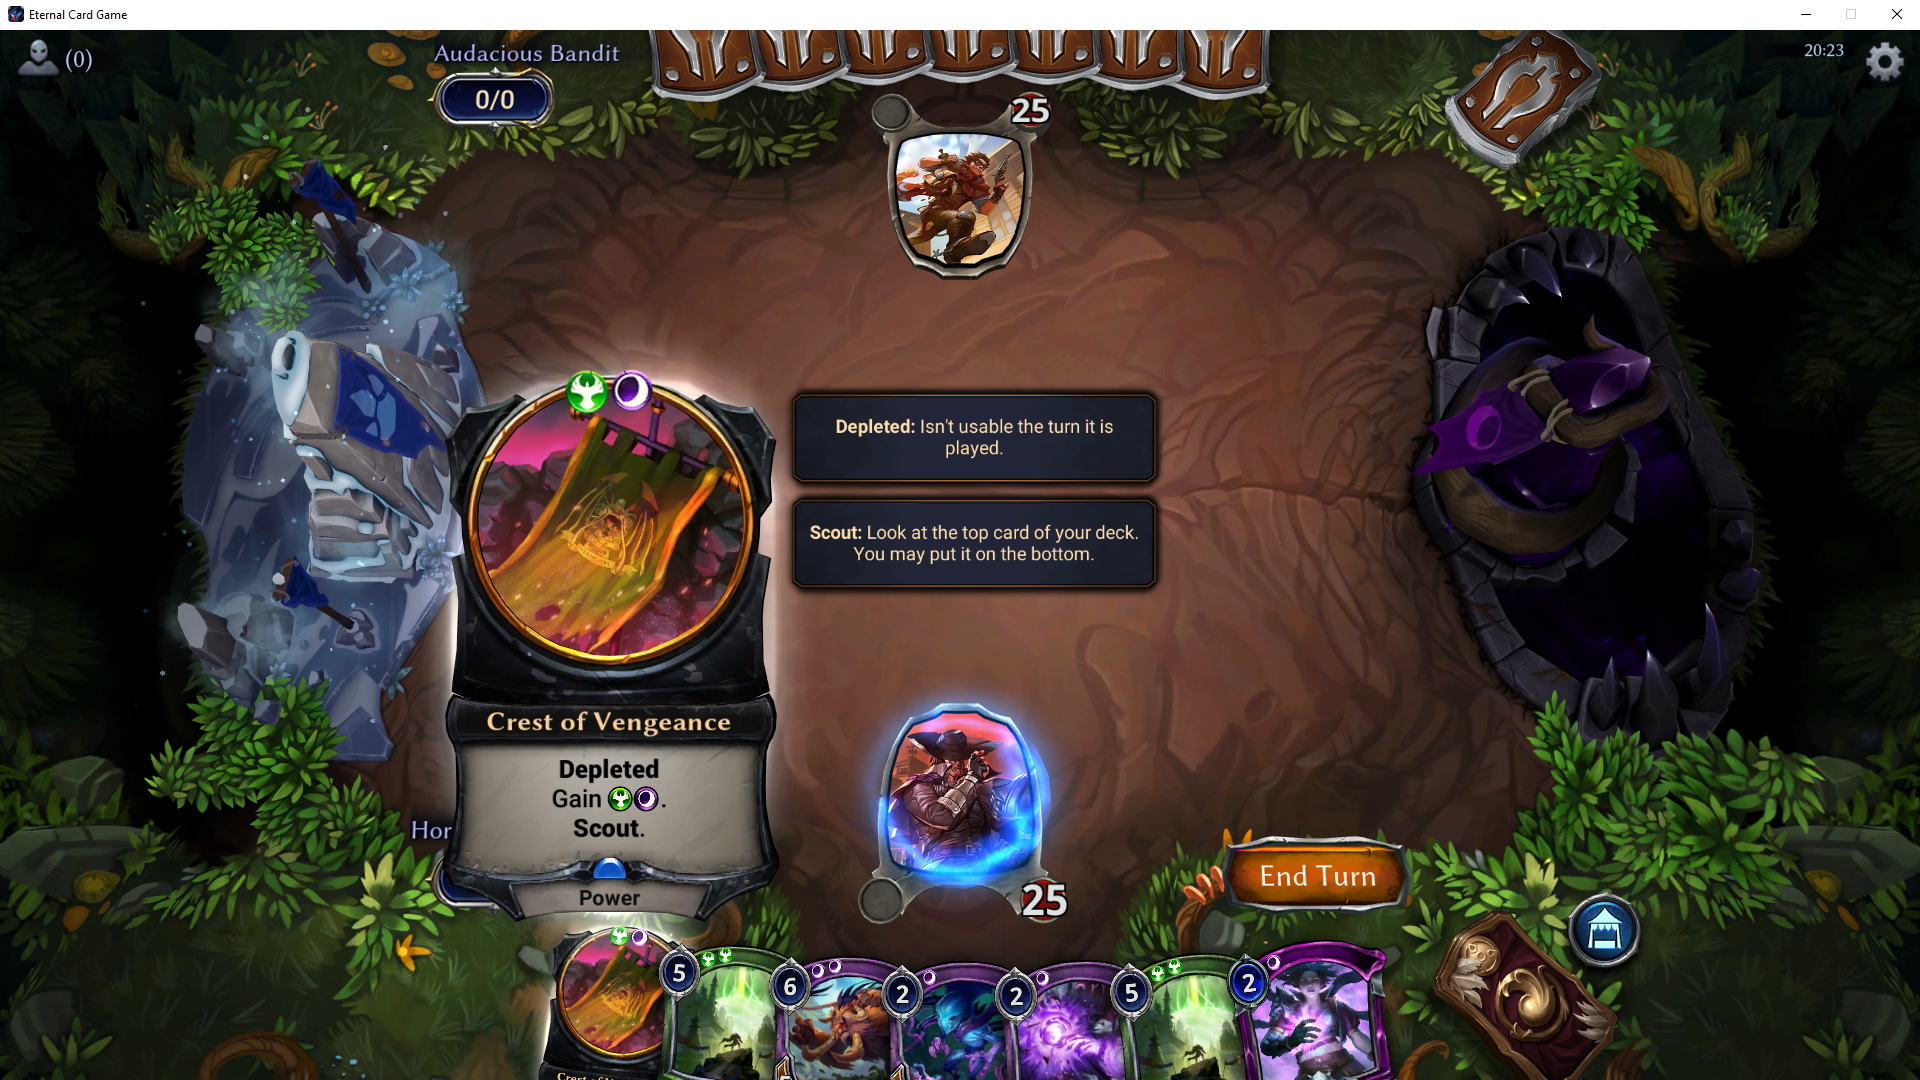 Eternal Card Game
(0)
Audacious Bandit
0/0
25
20:23
Depleted: Isn't usable the turn it is
played.
Scout: Look at the top card of your deck.
You may put it on the bottom.
Crest of Vengeance
Depleted
Gain .
Scout.
Power
Hor
25
End Turn
5
6
2
2
5
2